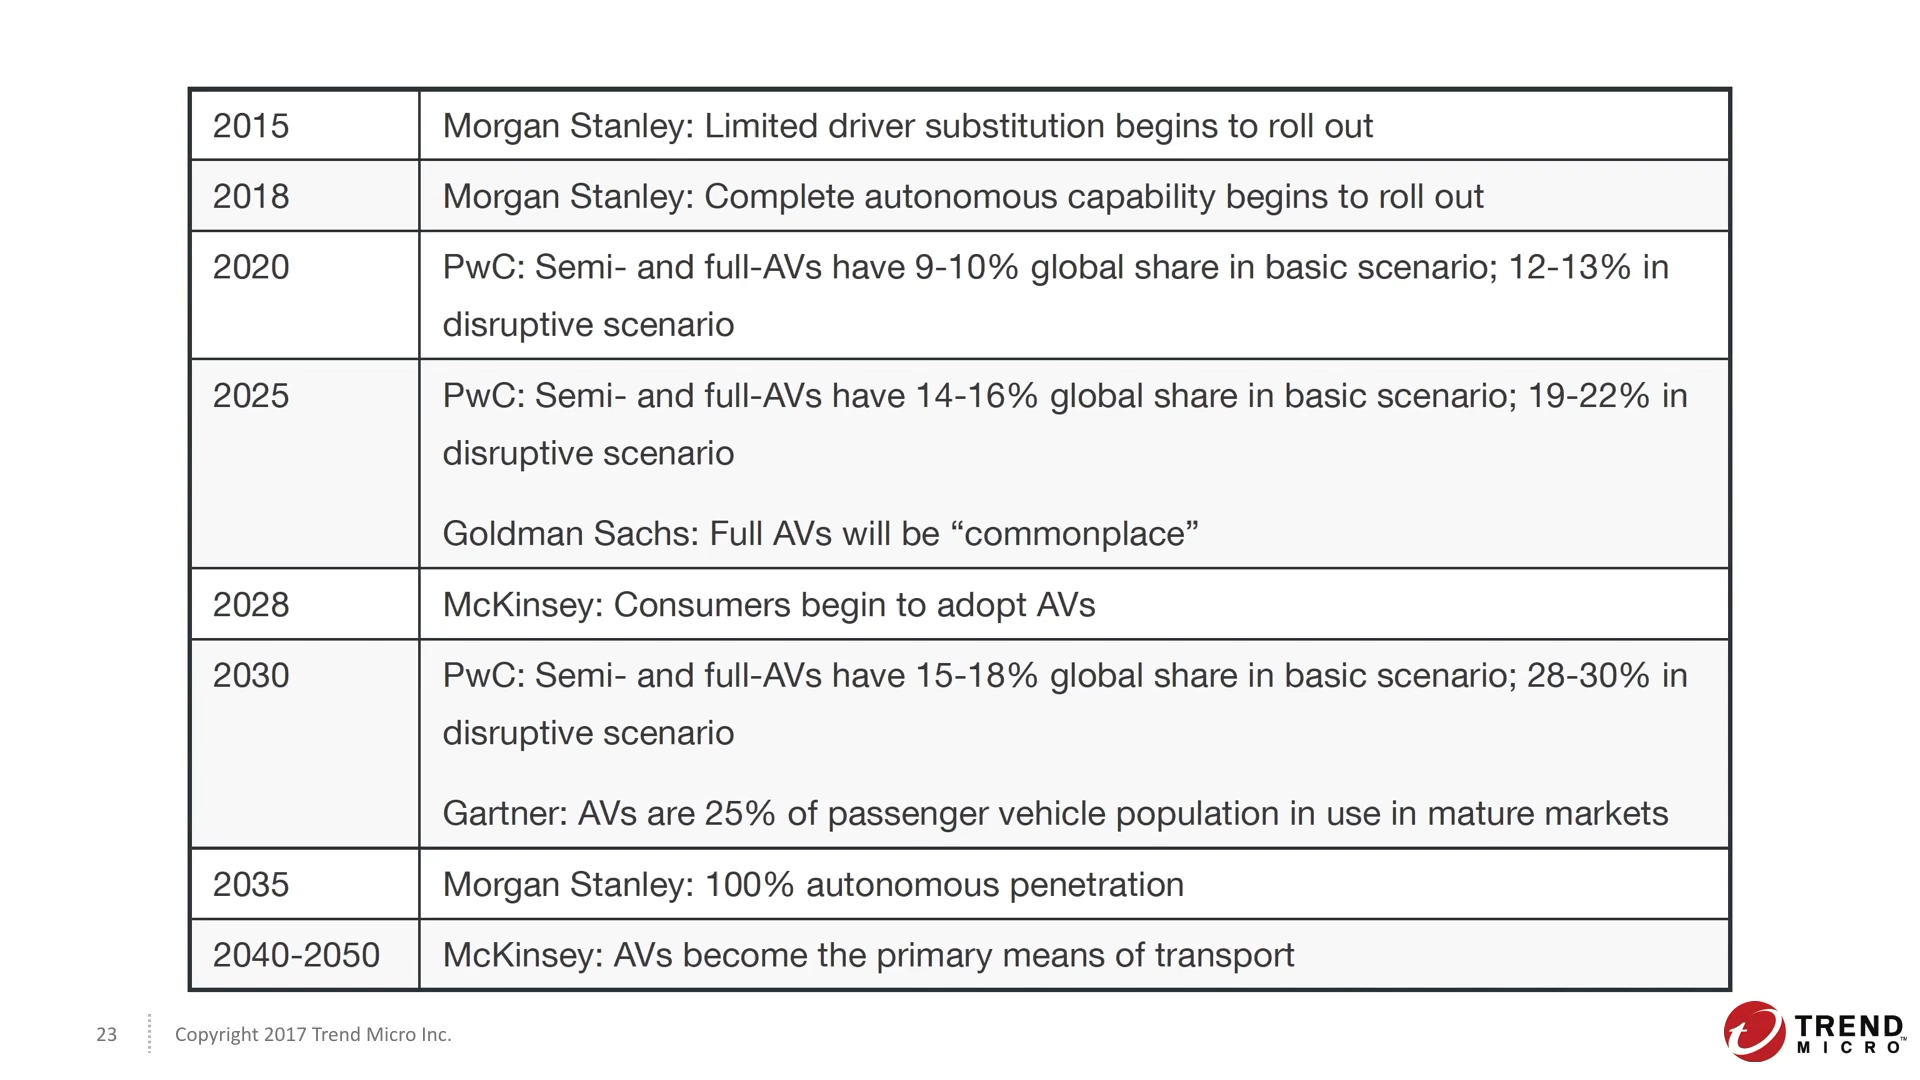 2015
Morgan Stanley: Limited driver substitution begins to roll out
2018
Morgan Stanley: Complete autonomous capability begins to roll out
2020
PwC: Semi- and full-AVs have 9-10% global share in basic scenario; 12-13% in
disruptive scenario
2025
PwC: Semi- and full-AVs have 14-16% global share in basic scenario; 19-22% in
disruptive scenario
Goldman Sachs: Full AVs will be “commonplace”
2028
McKinsey: Consumers begin to adopt AVs
2030
PwC: Semi- and full-AVs have 15-18% global share in basic scenario; 28-30% in
disruptive scenario
Gartner: AVs are 25% of passenger vehicle population in use in mature markets
2035
Morgan Stanley: 100% autonomous penetration
2040-2050
McKinsey: AVs become the primary means of transport
23
Copyright 2017 Trend Micro Inc.
TREND
MICRO™